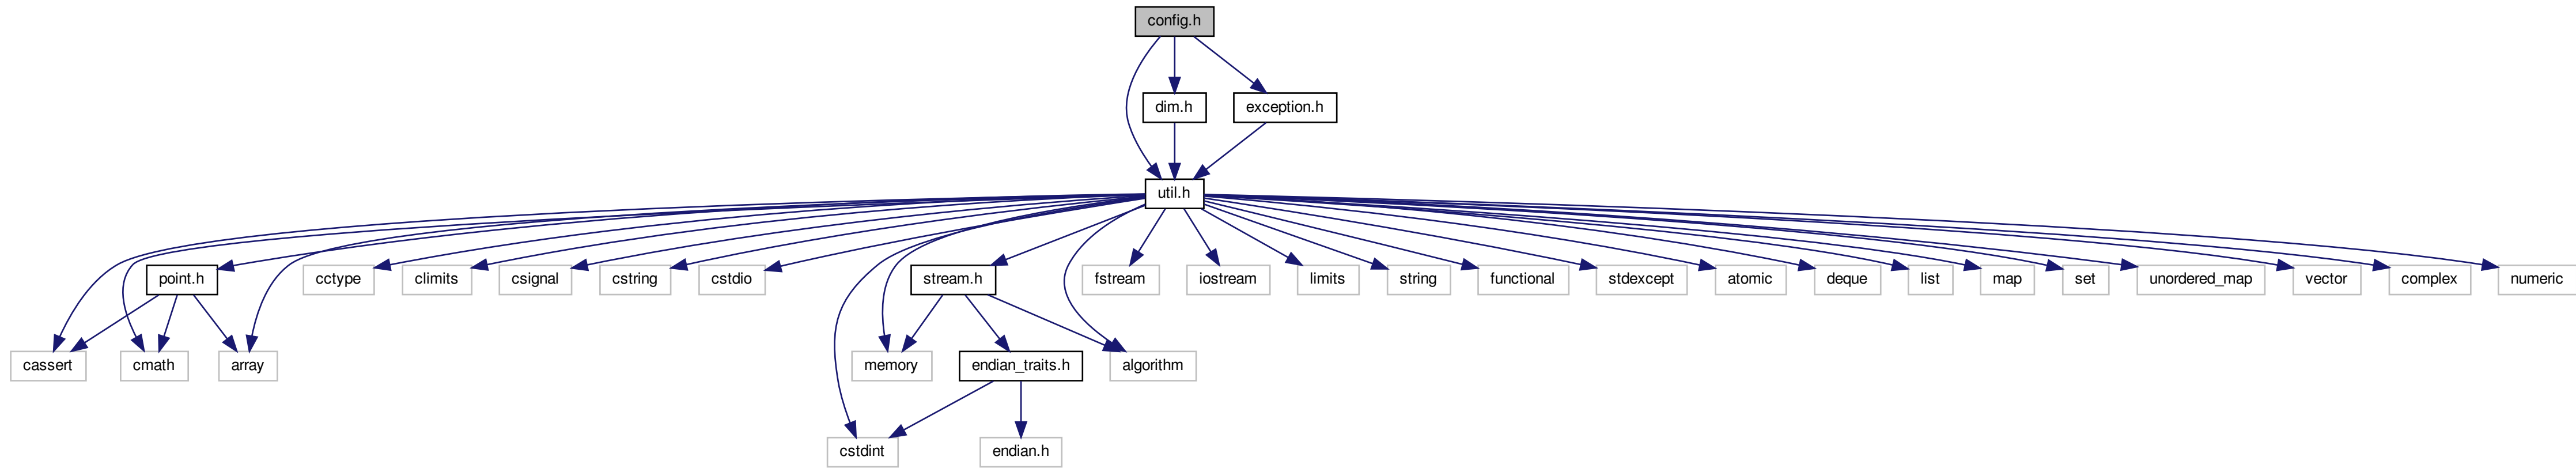 config.h
dim.h
exception.h
util.h
point.h
cctype
climits
csignal
cstring
cstdio
stream.h
fstream
iostream
limits
string
functional
stdexcept
atomic
deque
list
map
set
unordered_map
vector
complex
numeric
cassert
cmath
array
memory
endian_traits.h
algorithm
cstdint
endian.h